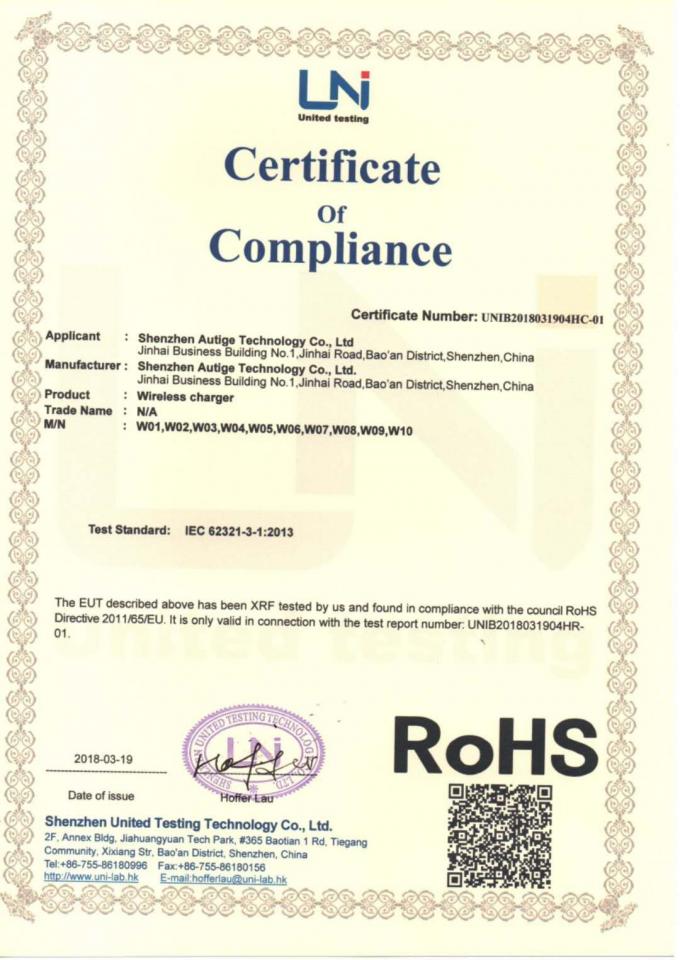 LNi
United testing
Certificate
Of
Compliance
Certificate Number: UNIB2018031904HC-01
Applicant : Shenzhen Autige Technology Co., Ltd
Jinhai Business Building No.1,Jinhai Road,Bao'an District,Shenzhen,China
Manufacturer : Shenzhen Autige Technology Co., Ltd.
Jinhai Business Building No.1,Jinhai Road,Bao'an District,Shenzhen,China
Product : Wireless charger
Trade Name : N/A
M/N : W01,W02,W03,W04,W05,W06,W07,W08,W09,W10
Test Standard: IEC 62321-3-1:2013
The EUT described above has been XRF tested by us and found in compliance with the council RoHS
Directive 2011/65/EU. It is only valid in connection with the test report number: UNIB2018031904HR-
01.
United testing
UNITED TESTING TECHNOLOGY
RoHS
2018-03-19
Date of issue
Hoffer Lau
Shenzhen United Testing Technology Co., Ltd.
2F, Annex Bldg, Jiahuangyuan Tech Park, #365 Baotian 1 Rd, Tiegang
Community, Xixiang Str, Bao'an District, Shenzhen, China
Tel:+86-755-86180996 Fax:+86-755-86180156
http://www.uni-lab.hk E-mail:hofferlau@uni-lab.hk